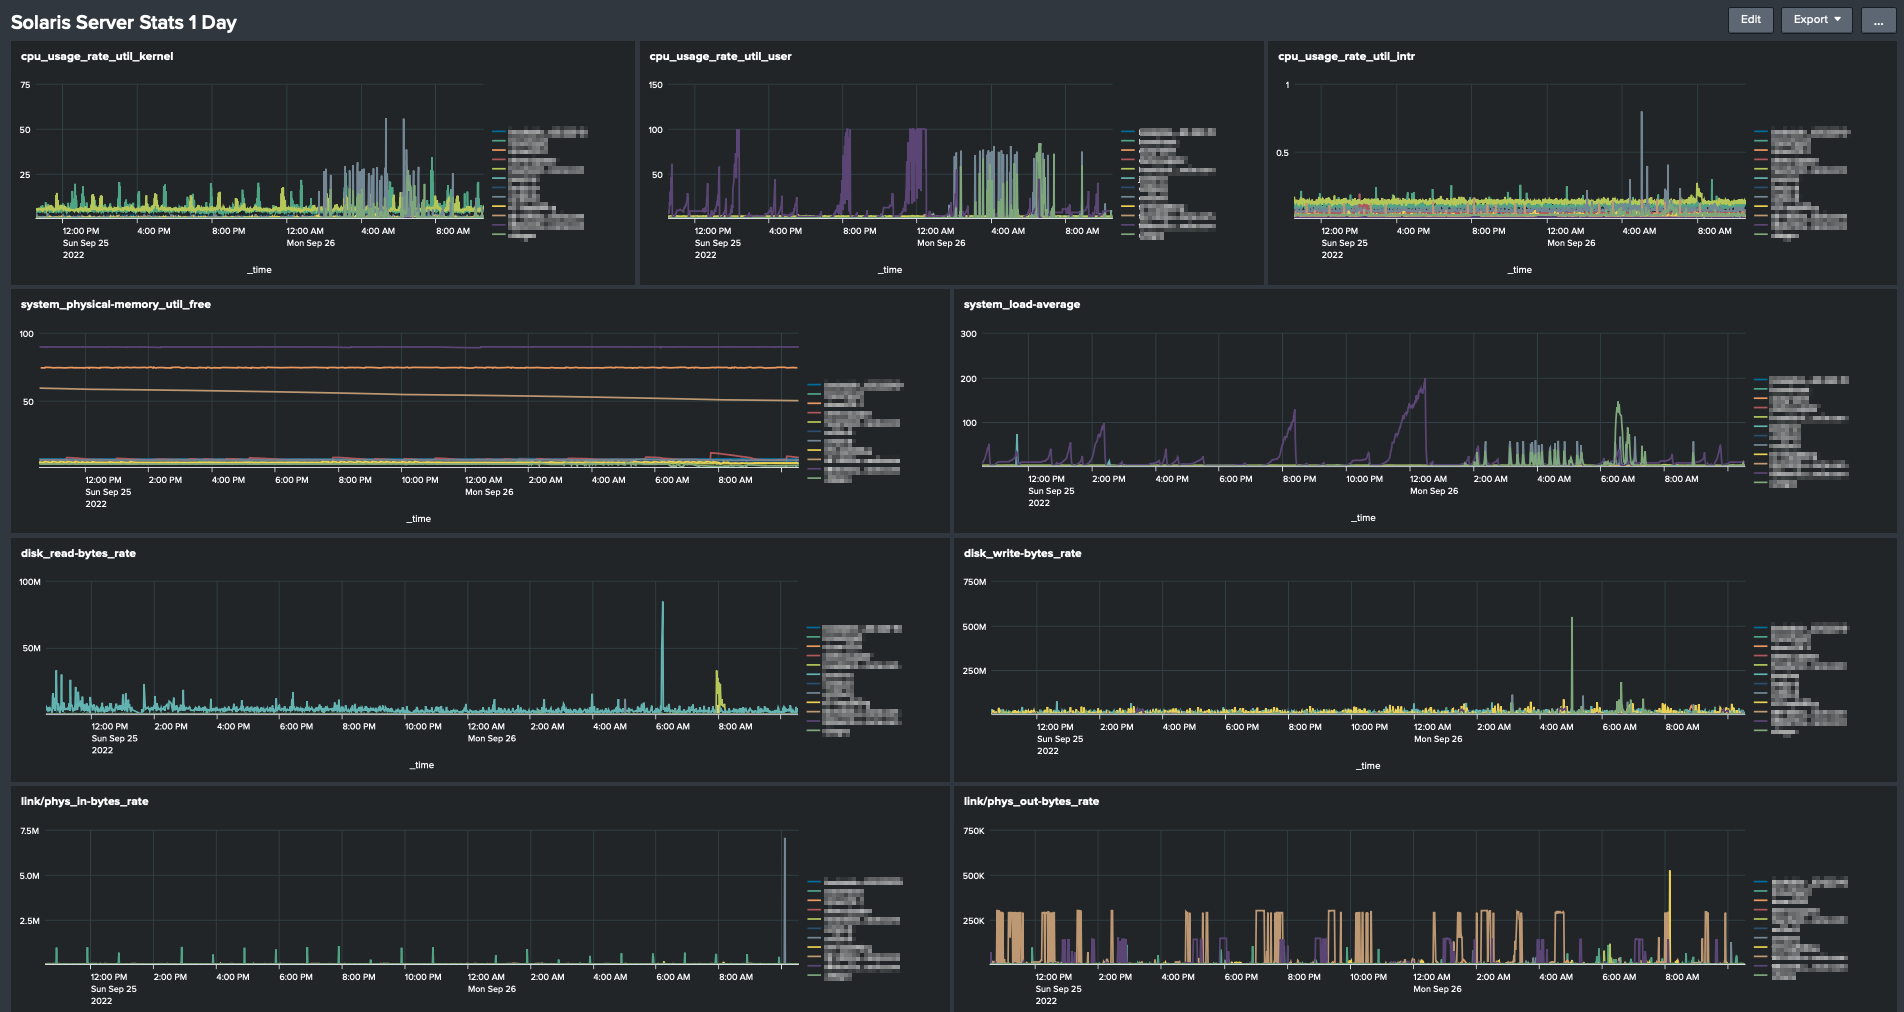 Solaris Server Stats 1 Day
Edit
Export
...
cpu_usage_rate_util_kernel
75
50
25
12:00 PM 4:00 PM 8:00 PM 12:00 AM 4:00 AM 8:00 AM
Sun Sep 25 Mon Sep 26
2022
_time
cpu_usage_rate_util_user
150
100
50
12:00 PM 4:00 PM 8:00 PM 12:00 AM 4:00 AM 8:00 AM
Sun Sep 25 Mon Sep 26
2022
_time
cpu_usage_rate_util_intr
1
0.5
12:00 PM 4:00 PM 8:00 PM 12:00 AM 4:00 AM 8:00 AM
Sun Sep 25 Mon Sep 26
2022
_time
system_physical-memory_util_free
100
50
12:00 PM 2:00 PM 4:00 PM 6:00 PM 8:00 PM 10:00 PM 12:00 AM 2:00 AM 4:00 AM 6:00 AM 8:00 AM
Sun Sep 25 Mon Sep 26
2022
_time
system_load-average
300
200
100
12:00 PM 2:00 PM 4:00 PM 6:00 PM 8:00 PM 10:00 PM 12:00 AM 2:00 AM 4:00 AM 6:00 AM 8:00 AM
Sun Sep 25 Mon Sep 26
2022
_time
disk_read-bytes_rate
100M
50M
12:00 PM 2:00 PM 4:00 PM 6:00 PM 8:00 PM 10:00 PM 12:00 AM 2:00 AM 4:00 AM 6:00 AM 8:00 AM
Sun Sep 25 Mon Sep 26
2022
_time
disk_write-bytes_rate
750M
500M
250M
12:00 PM 2:00 PM 4:00 PM 6:00 PM 8:00 PM 10:00 PM 12:00 AM 2:00 AM 4:00 AM 6:00 AM 8:00 AM
Sun Sep 25 Mon Sep 26
2022
_time
link/phys_in-bytes_rate
7.5M
5.0M
2.5M
12:00 PM 2:00 PM 4:00 PM 6:00 PM 8:00 PM 10:00 PM 12:00 AM 2:00 AM 4:00 AM 6:00 AM 8:00 AM
Sun Sep 25 Mon Sep 26
2022
link/phys_out-bytes_rate
750K
500K
250K
12:00 PM 2:00 PM 4:00 PM 6:00 PM 8:00 PM 10:00 PM 12:00 AM 2:00 AM 4:00 AM 6:00 AM 8:00 AM
Sun Sep 25 Mon Sep 26
2022